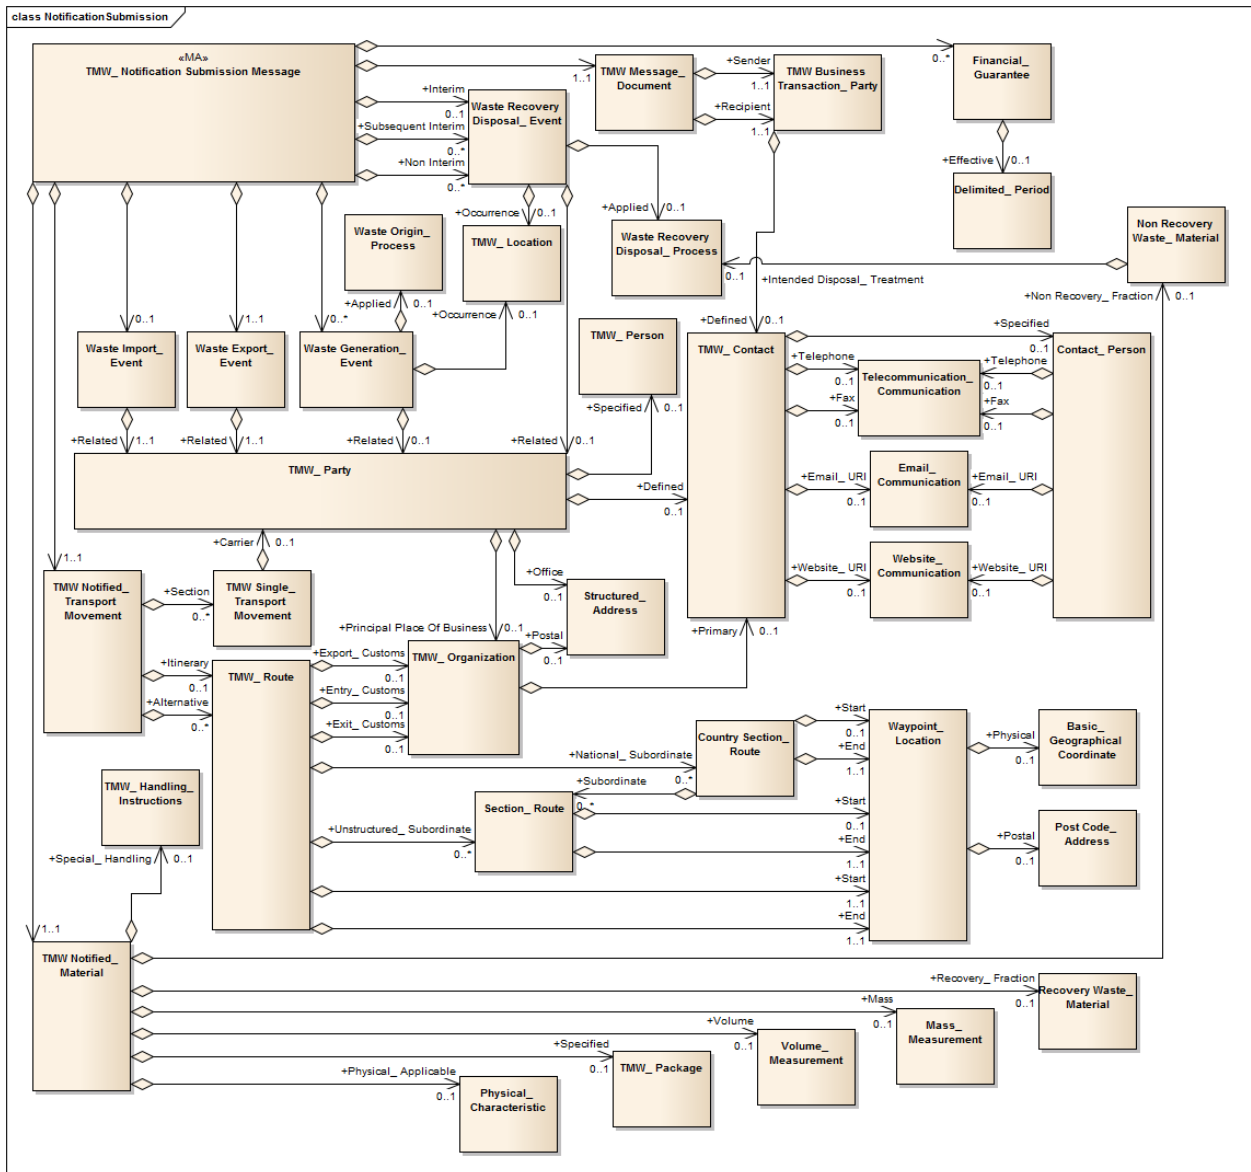 class NotificationSubmission
«MA»
TMW_ Notification Submission Message
0..*
Financial_
Guarantee
1..1
TMW Message_
Document
+Sender
1..1
+Recipient
1..1
TMW Business
Transaction_ Party
+Interim
0..1
+Subsequent Interim
0..*
+Non Interim
0..*
Waste Recovery
Disposal_ Event
+Effective
0..1
Delimited_ Period
+Applied
0..1
+Occurrence
0..1
Waste Origin_
Process
TMW_ Location
Waste Recovery
Disposal_ Process
0..1
Non Recovery
Waste_ Material
+Intended Disposal_ Treatment
+Non Recovery_ Fraction
0..1
+Applied
0..1
+Occurrence
0..1
0..1
1..1
0..*
Waste Import_
Event
Waste Export_
Event
Waste Generation_
Event
TMW_ Person
+Specified
0..1
+Defined
0..1
TMW_ Contact
+Specified
0..1
Contact_ Person
+Telephone
0..1
+Fax
0..1
Telecommunication_
Communication
+Telephone
0..1
+Fax
0..1
+Related
1..1
+Related
1..1
+Related
0..1
+Related
0..1
TMW_ Party
+Defined
0..1
+Email_ URI
0..1
Email_
Communication
+Email_ URI
0..1
+Carrier
0..1
+Website_ URI
0..1
Website_
Communication
+Website_ URI
0..1
1..1
TMW Notified_
Transport
Movement
+Section
0..*
TMW Single_
Transport
Movement
+Office
0..1
Structured_
Address
+Principal Place Of Business
0..1
+Postal
0..1
+Primary
0..1
+Itinerary
0..1
+Alternative
0..*
TMW_ Route
+Export_ Customs
0..1
+Entry_ Customs
0..1
+Exit_ Customs
0..1
TMW_ Organization
+National_ Subordinate
0..*
Country Section_
Route
+Start
0..1
+End
1..1
Waypoint_
Location
+Physical
0..1
Basic_
Geographical
Coordinate
+Subordinate
0..*
Section_ Route
+Start
0..1
+End
1..1
+Postal
0..1
Post Code_
Address
TMW_ Handling_
Instructions
+Special_ Handling
0..1
+Unstructured_ Subordinate
0..*
+Start
1..1
+End
1..1
1..1
TMW Notified_
Material
+Recovery_ Fraction
0..1
Recovery Waste_
Material
+Mass
0..1
Mass_
Measurement
+Volume
0..1
Volume_
Measurement
+Specified
0..1
TMW_ Package
+Physical_ Applicable
0..1
Physical_
Characteristic